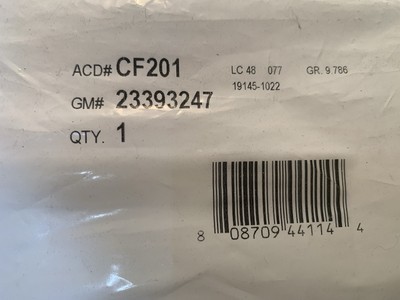 ACD# CF201 LC 48 077 GR. 9.786
19145-1022
GM# 23393247
QTY. 1
8 08709 44114 4